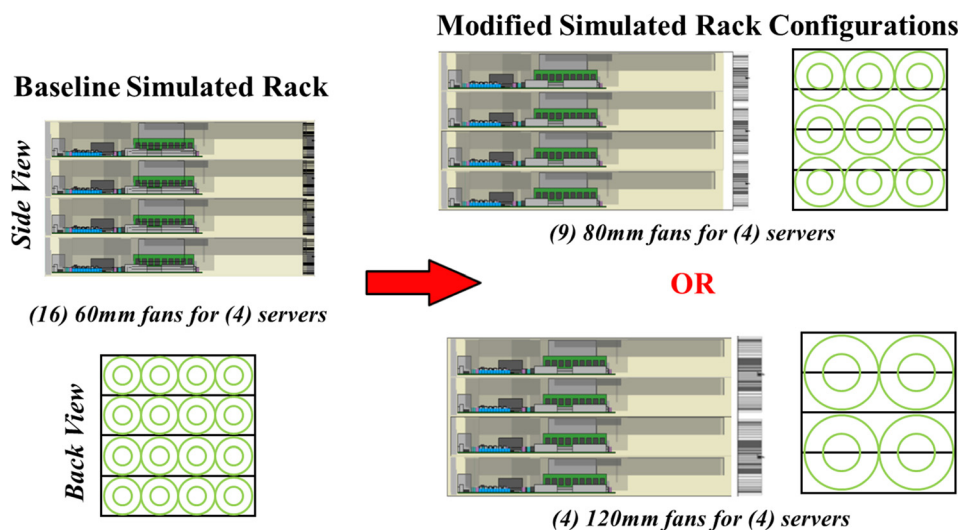 Baseline Simulated Rack
Side View
(16) 60mm fans for (4) servers
Back View
Modified Simulated Rack Configurations
(9) 80mm fans for (4) servers
OR
(4) 120mm fans for (4) servers